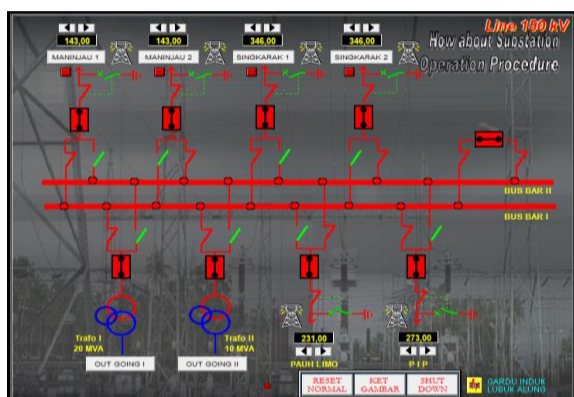 Line 150 kV
143,00
143,00
346,00
346,00
How about Substation
Operation Procedure
MANINJAU 1
MANINJAU 2
SINGKARAK 1
SINGKARAK 2
BUS BAR II
BUS BAR I
Trafo I
20 MVA
Trafo II
10 MVA
231,00
273,00
OUT GOING I
OUT GOING II
PAUH LIMO
P I P
RESET
NORMAL
KET
GAMBAR
SHUT
DOWN
GARDU INDUK
LUBUK ALUNG